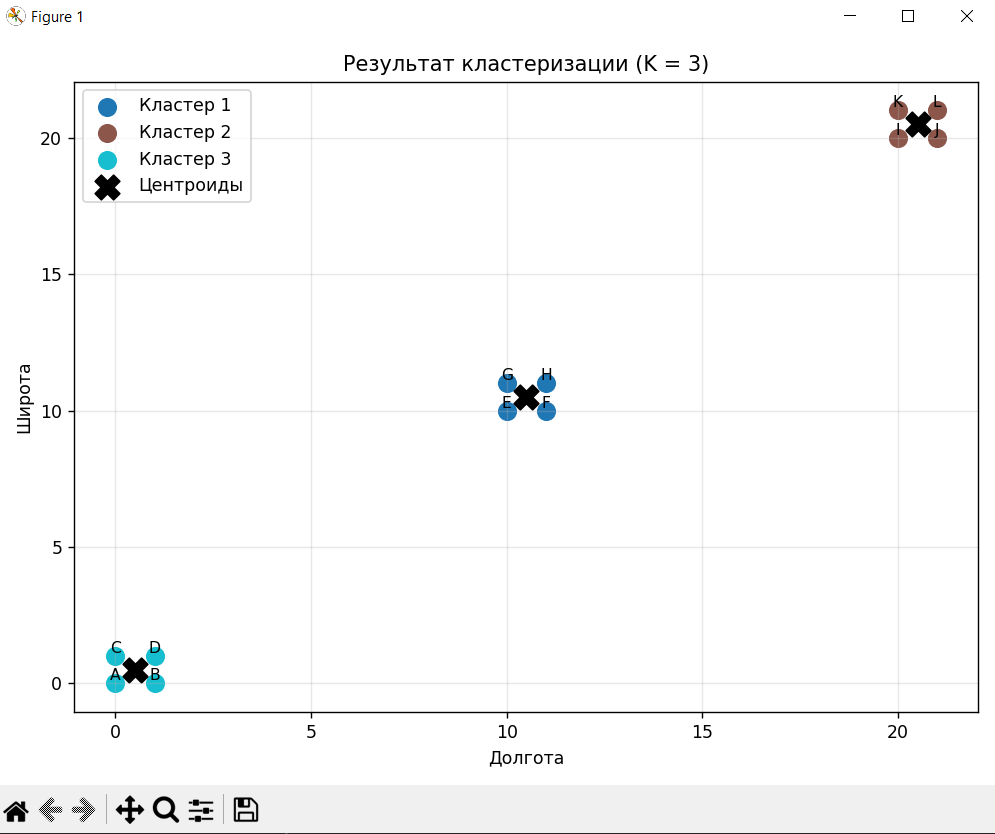 Figure 1
Результат кластеризации (K = 3)
Кластер 1
Кластер 2
Кластер 3
Центроиды
K L
I J
G H
E F
C D
A B
20
15
10
5
0
Широта
0 5 10 15 20
Долгота